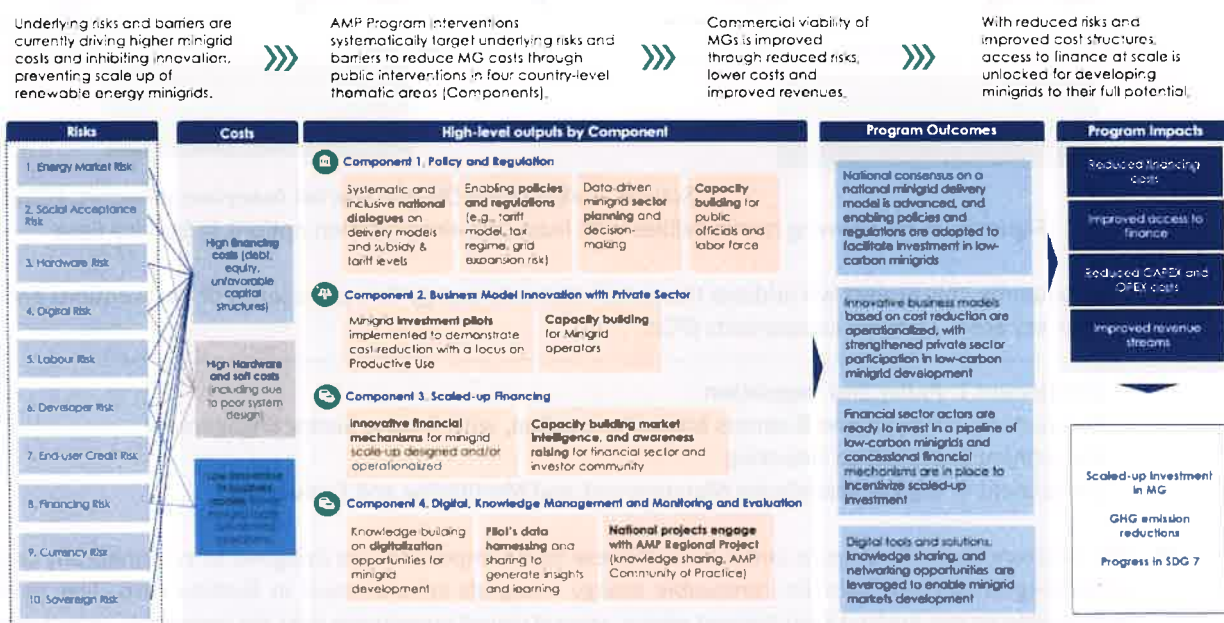 Underlying risks and barriers are
currently driving higher minigrid
costs and inhibiting innovation,
preventing scale up of
renewable energy minigrids.
AMP Program interventions
systematically target underlying risks and
barriers to reduce MG costs through
public interventions in four country-level
thematic areas (Components).
Commercial viability of
MGs is improved
through reduced risks,
lower costs and
improved revenues.
With reduced risks and
improved cost structures,
access to finance at scale is
unlocked for developing
minigrids to their full potential.
Risks
1. Energy Market Risk
2. Social Acceptance
Risk
3. Hardware Risk
4. Digital Risk
5. Labour Risk
6. Developer Risk
7. End-user Credit Risk
8. Financing Risk
9. Currency Risk
10. Sovereign Risk
Costs
High financing
costs (debt,
equity,
unfavorable
capital
structures)
High Hardware
and soft costs
(including due
to poor system
design)
High-level outputs by Component
Component 1. Policy and Regulation
Systematic and
inclusive national
dialogues on
delivery models
and subsidy &
tariff levels
Enabling policies
and regulations
(e.g. tariff
model, tax
regime, grid
expansion risk)
Data-driven
minigrid sector
planning and
decision-
making
Capacity
building for
public
officials and
labor force
Component 2. Business Model Innovation with Private Sector
Minigrid investment pilots
implemented to demonstrate
cost-reduction with a focus on
Productive Use
Capacity building
for Minigrid
operators
Component 3. Scaled-up Financing
Innovative financial
mechanisms for minigrid
scale-up designed and/or
operationalized
Capacity building market
intelligence, and awareness
raising for financial sector and
investor community
Component 4. Digital, Knowledge Management and Monitoring and Evaluation
Knowledge building
on digitalization
opportunities for
minigrid
development
Pilot's data
harnessing and
sharing to
generate insights
and learning
National projects engage
with AMP Regional Project
(knowledge sharing, AMP
Community of Practice)
Program Outcomes
National consensus on a
national minigrid delivery
model is advanced, and
enabling policies and
regulations are adopted to
facilitate investment in low-
carbon minigrids
Innovative business models
based on cost reduction are
operationalized, with
strengthened private sector
participation in low-carbon
minigrid development
Financial sector actors are
ready to invest in a pipeline of
low-carbon minigrids and
concessional financial
mechanisms are in place to
incentivize scaled-up
investment
Digital tools and solutions,
knowledge sharing, and
networking opportunities are
leveraged to enable minigrid
markets development
Program Impacts
Reduced financing
costs
Improved access to
finance
Reduced CAPEX and
OPEX costs
Improved revenue
streams
Scaled-up Investment
in MG
GHG emission
reductions
Progress in SDG 7